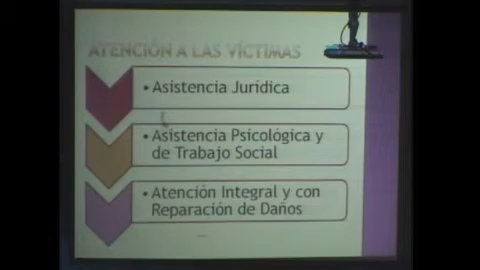 ATENCIÓN A LAS VÍCTIMAS
• Asistencia Jurídica
• Asistencia Psicológica y
de Trabajo Social
• Atención Integral y con
Reparación de Daños